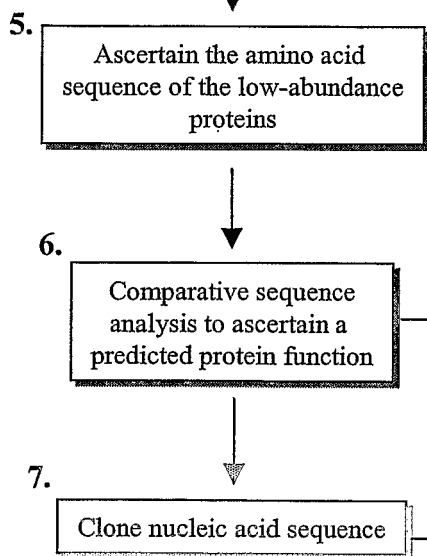 5.
Ascertain the amino acid
sequence of the low-abundance
proteins
6.
Comparative sequence
analysis to ascertain a
predicted protein function
7.
Clone nucleic acid sequence